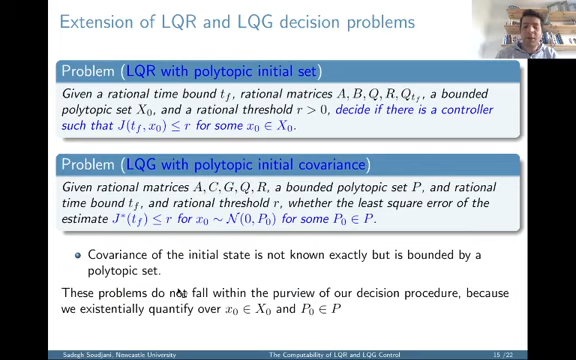 Extension of LQR and LQG decision problems
Problem (LQR with polytopic initial set)
Given a rational time bound t_f, rational matrices A, B, Q, R, Q_{t_f}, a bounded
polytopic set X_0, and a rational threshold r > 0, decide if there is a controller
such that J(t_f, x_0) ≤ r for some x_0 ∈ X_0.
Problem (LQG with polytopic initial covariance)
Given rational matrices A, C, G, Q, R, a bounded polytopic set P, and rational
time bound t_f, and rational threshold r, whether the least square error of the
estimate J*(t_f) ≤ r for x_0 ∼ N(0, P_0) for some P_0 ∈ P.
Covariance of the initial state is not known exactly but is bounded by a
polytopic set.
These problems do not fall within the purview of our decision procedure, because
we existentially quantify over x_0 ∈ X_0 and P_0 ∈ P
Sadegh Soudjani, Newcastle University The Computability of LQR and LQG Control 15 /22